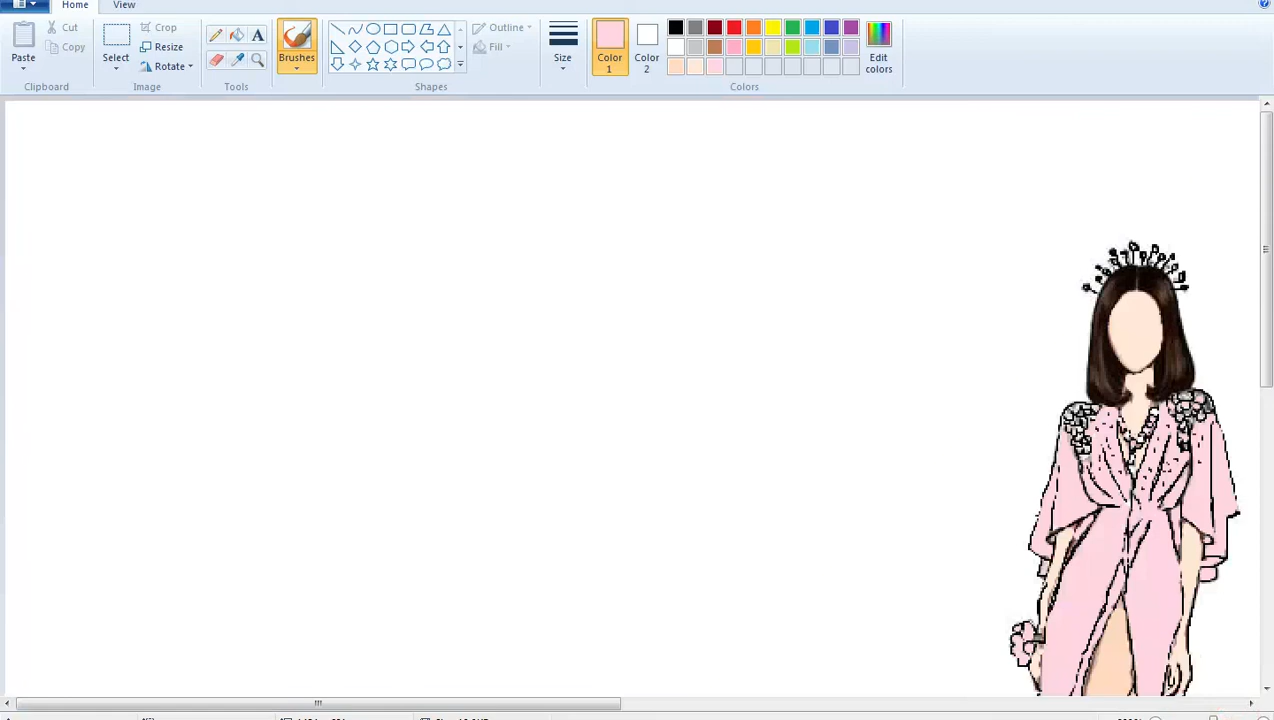 Home View
Paste
Cut
Copy
Clipboard
Select
Crop
Resize
Rotate
Image
A
Tools
Brushes
Outline
Fill
Shapes
Size
Color 1
Color 2
Edit colors
Colors